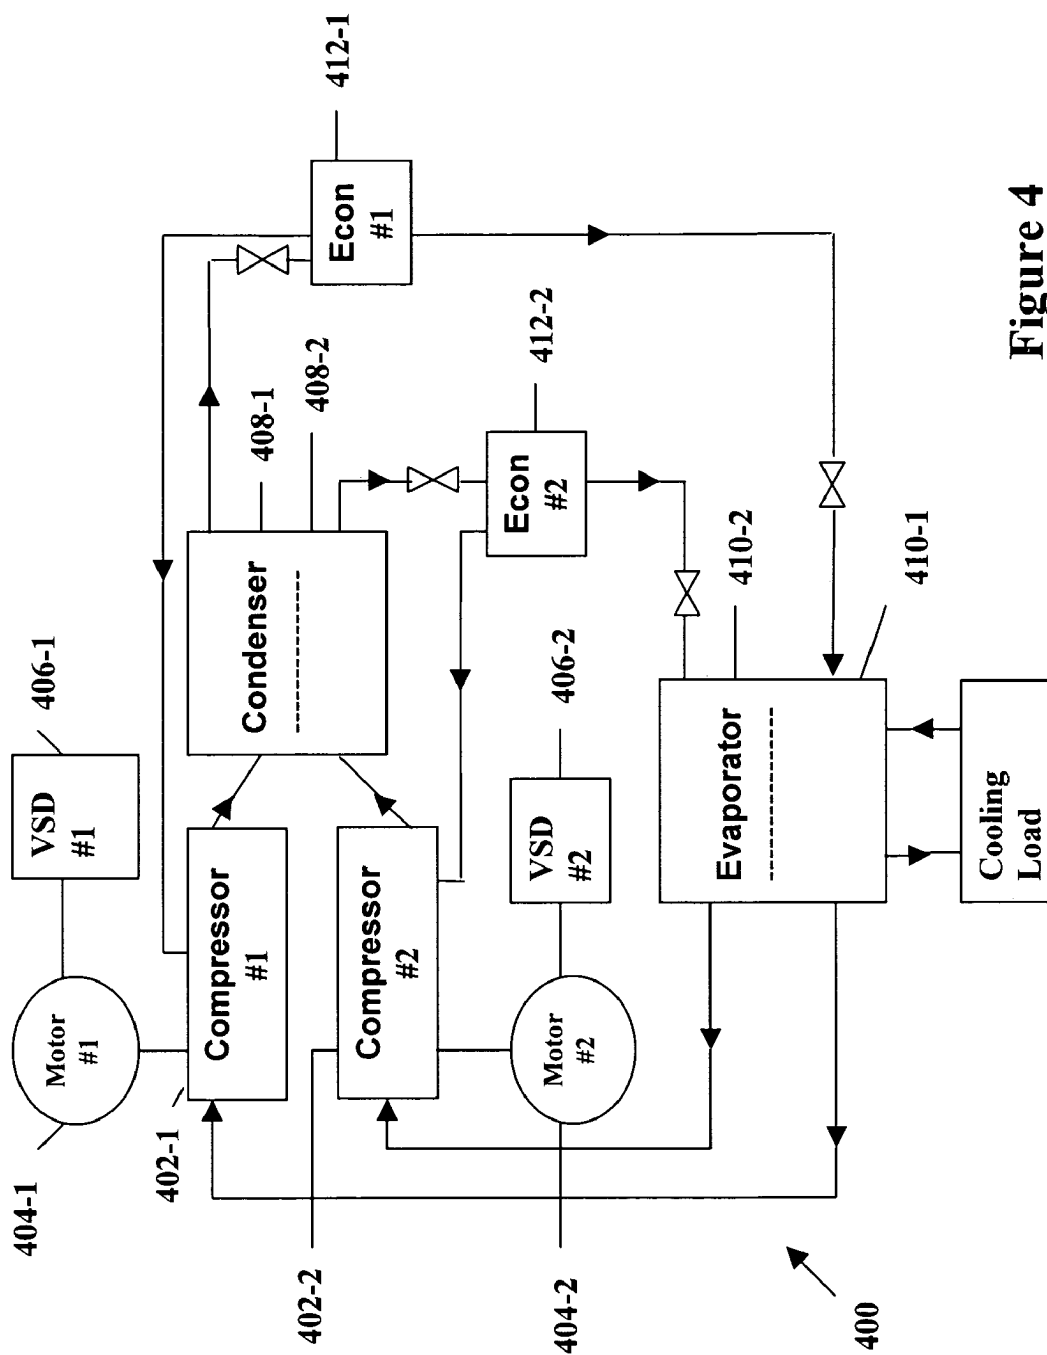 404-1
Motor
#1
VSD
#1
406-1
402-1
Compressor
#1
Condenser
408-1
408-2
Econ
#1
412-1
402-2
Compressor
#2
Econ
#2
412-2
404-2
Motor
#2
VSD
#2
406-2
Evaporator
410-2
410-1
400
Cooling
Load
Figure 4